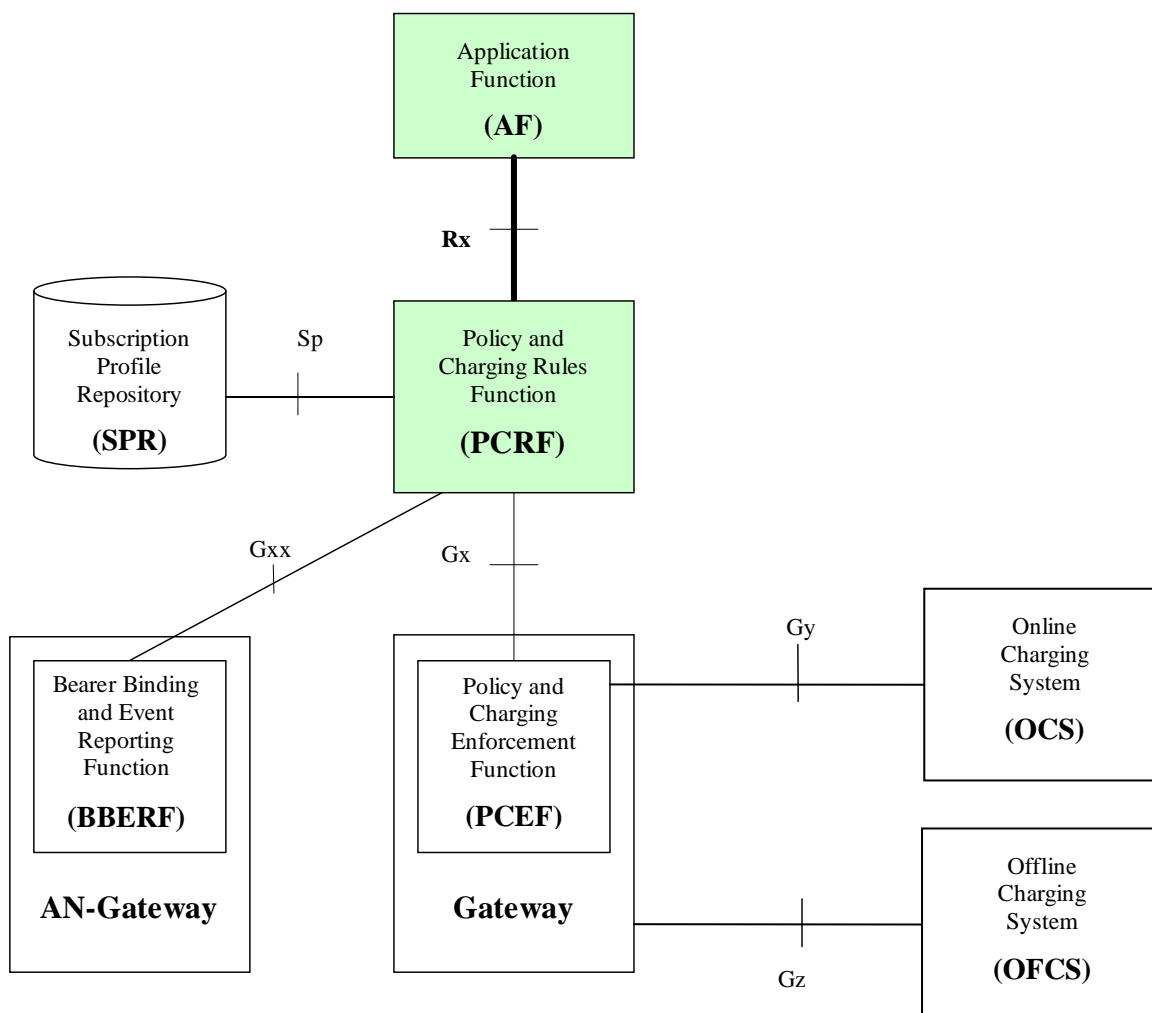 Application
Function
(AF)
Rx
Subscription
Profile
Repository
(SPR)
Sp
Policy and
Charging Rules
Function
(PCRF)
Gxx
Gx
Bearer Binding
and Event
Reporting
Function
(BBERF)
AN-Gateway
Policy and
Charging
Enforcement
Function
(PCEF)
Gateway
Gy
Online
Charging
System
(OCS)
Gz
Offline
Charging
System
(OFCS)